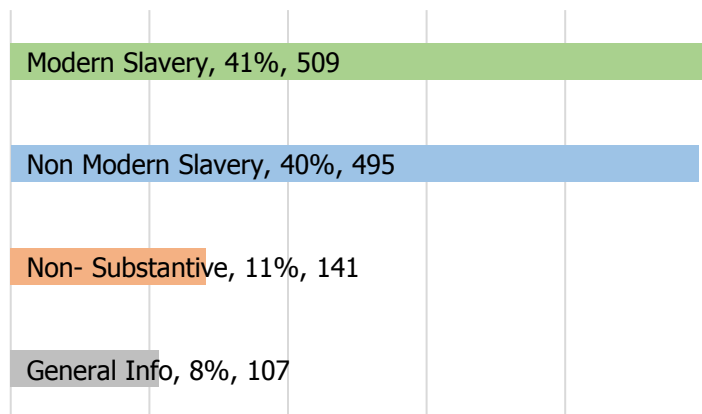 Modern Slavery, 41%, 509
Non Modern Slavery, 40%, 495
Non- Substantive, 11%, 141
General Info, 8%, 107